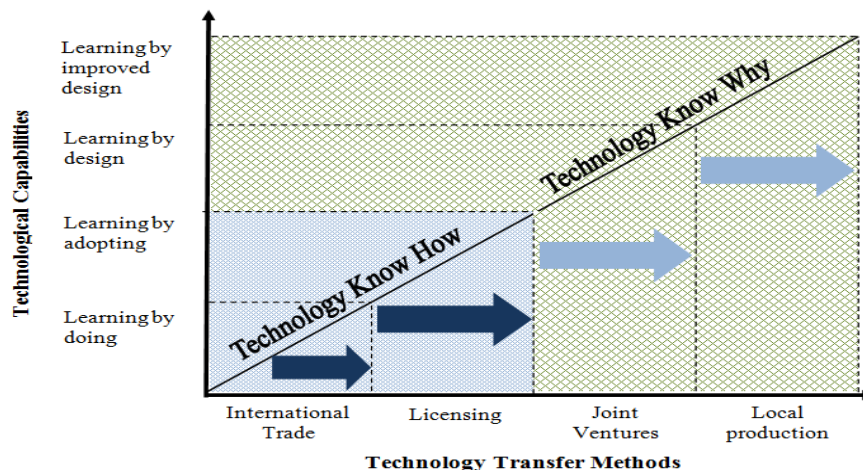 Learning by
improved
design
Learning by
design
Learning by
adopting
Learning by
doing
Technological Capabilities
Technology Know How
Technology Know Why
International
Trade
Licensing
Joint
Ventures
Local
production
Technology Transfer Methods